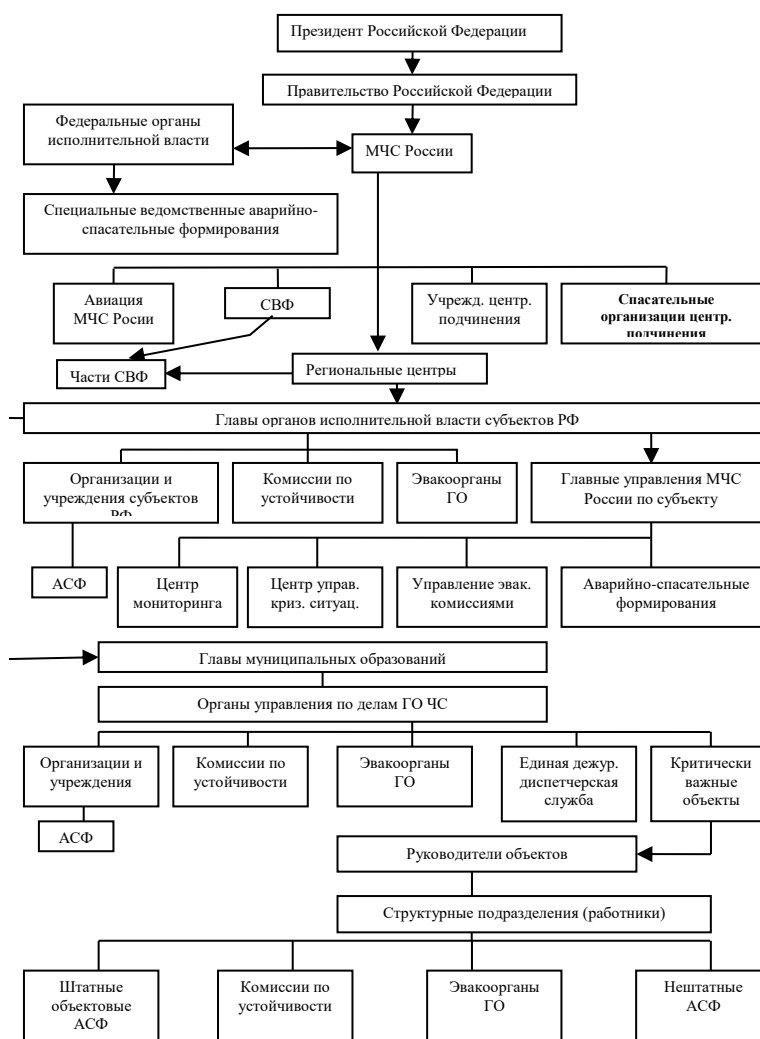 Президент Российской Федерации
Правительство Российской Федерации
Федеральные органы
исполнительной власти
МЧС России
Специальные ведомственные аварийно-
спасательные формирования
Авиация
МЧС Росии
СВФ
Учрежд. центр.
подчинения
Спасательные
организации центр.
подчинения
Части СВФ
Региональные центры
Главы органов исполнительной власти субъектов РФ
Организации и
учреждения субъектов
РФ
Комиссии по
устойчивости
Эвакоорганы
ГО
Главные управления МЧС
России по субъекту
АСФ
Центр
мониторинга
Центр управ.
криз. ситуац.
Управление эвак.
комиссиями
Аварийно-спасательные
формирования
Главы муниципальных образований
Органы управления по делам ГО ЧС
Организации и
учреждения
Комиссии по
устойчивости
Эвакоорганы
ГО
Единая дежур.
диспетчерская
служба
Критически
важные
объекты
АСФ
Руководители объектов
Структурные подразделения (работники)
Штатные
объектовые
АСФ
Комиссии по
устойчивости
Эвакоорганы
ГО
Нештатные
АСФ